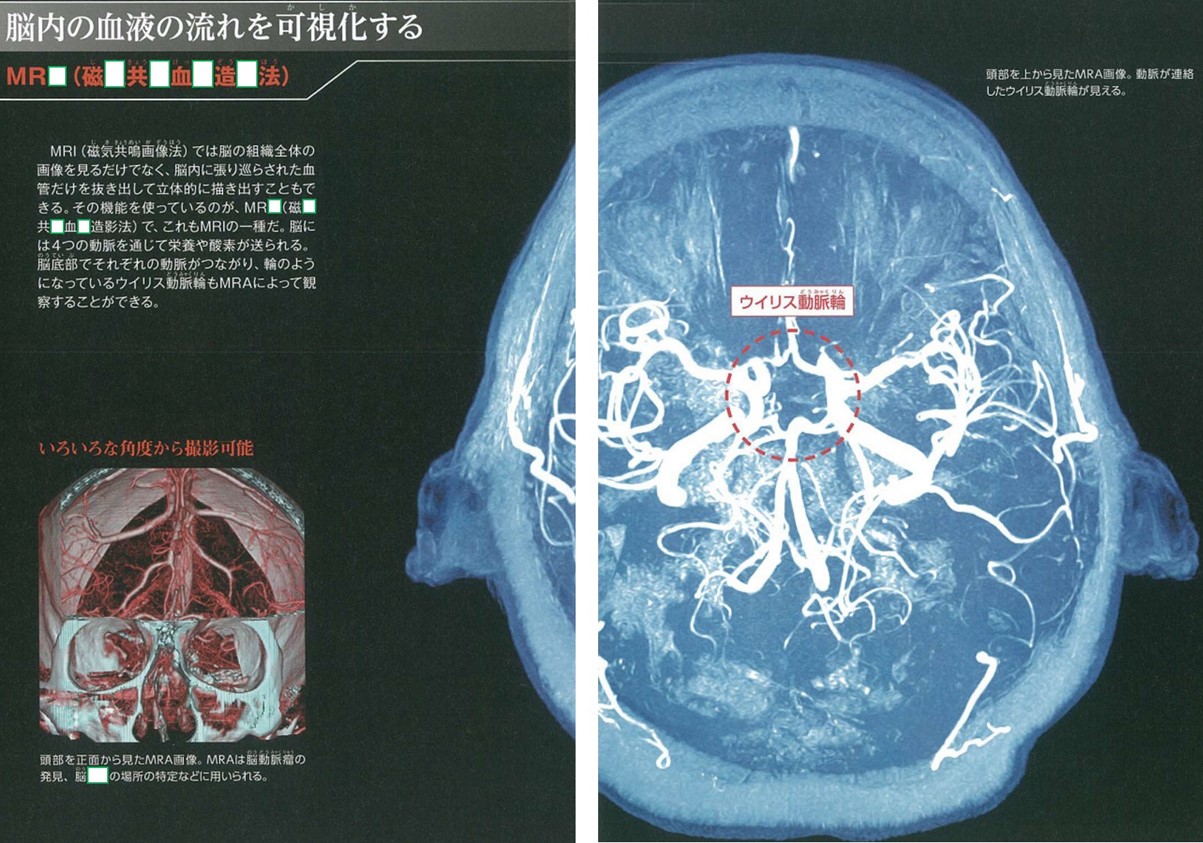 脳内の血液の流れを可視化する
MR□(磁□共□血□造□法)
MRI(磁気共鳴画像法)では脳の組織全体の
画像を見るだけでなく、脳内に張り巡らされた血
管だけを抜き出して立体的に描き出すこともで
きる。その機能を使っているのが、MR□(磁□
共□血□造影法)で、これもMRIの一種だ。脳に
は4つの動脈を通じて栄養や酸素が送られる。
脳底部でそれぞれの動脈がつながり、輪のよう
になっているウイリス動脈輪もMRAによって観
察することができる。
いろいろな角度から撮影可能
頭部を正面から見たMRA画像。MRAは脳動脈瘤の
発見、脳□の場所の特定などに用いられる。
頭部を上から見たMRA画像。動脈が連絡
したウイリス動脈輪が見える。
ウイリス動脈輪